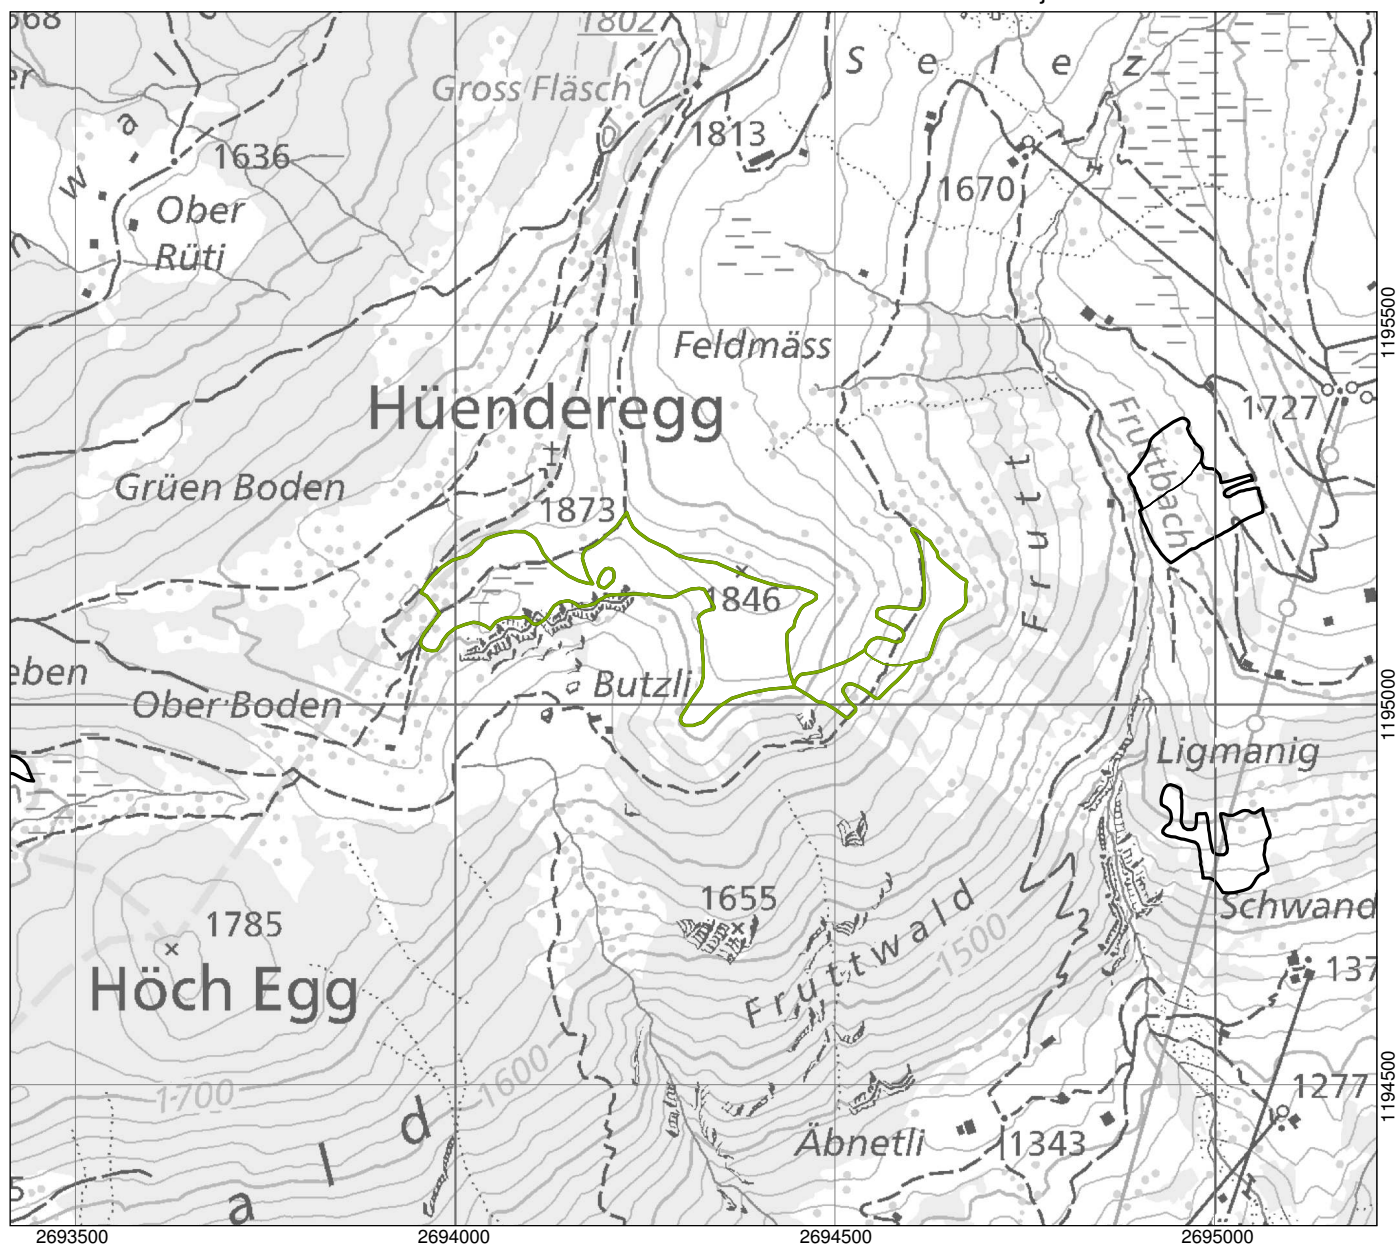 1802
S e l e z
Gross Fläsch
1813
1636
w a l
1670
Ober
Rüti
1195500
Feldmäss
Hüenderegg
1727
Fruttbach
Grüen Boden
1873
F r u t t
1846
eben
Butzli
Ober Boden
1195000
Ligmanig
1655
1785
Schwand
Höch Egg
Fruttwald
1500
137
1700
1600
1277
1194500
a l d
Äbnetli
1343
2693500
2694000
2694500
2695000